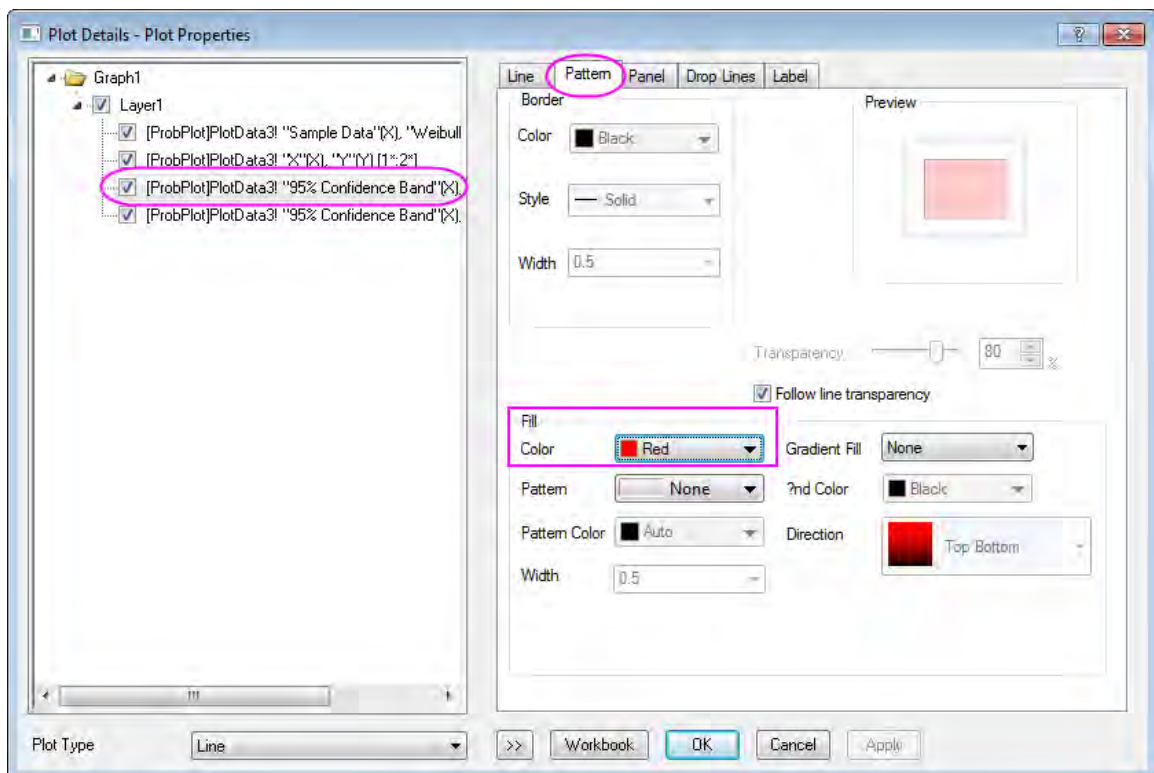 Plot Details - Plot Properties
Graph1
Layer1
[ProbPlot]PlotData3! "Sample Data"(X), "Weibull
[ProbPlot]PlotData3! "X"(X), "Y"(Y) [1*:2*]
[ProbPlot]PlotData3! "95% Confidence Band"(X),
[ProbPlot]PlotData3! "95% Confidence Band"(X),
Line Pattern Panel Drop Lines Label
Border
Preview
Color Black
Style Solid
Width 0.5
Transparency 80 %
Follow line transparency
Fill
Color Red Gradient Fill None
Pattern None ?nd Color Black
Pattern Color Auto Direction Top Bottom
Width 0.5
Plot Type Line >> Workbook OK Cancel Apply